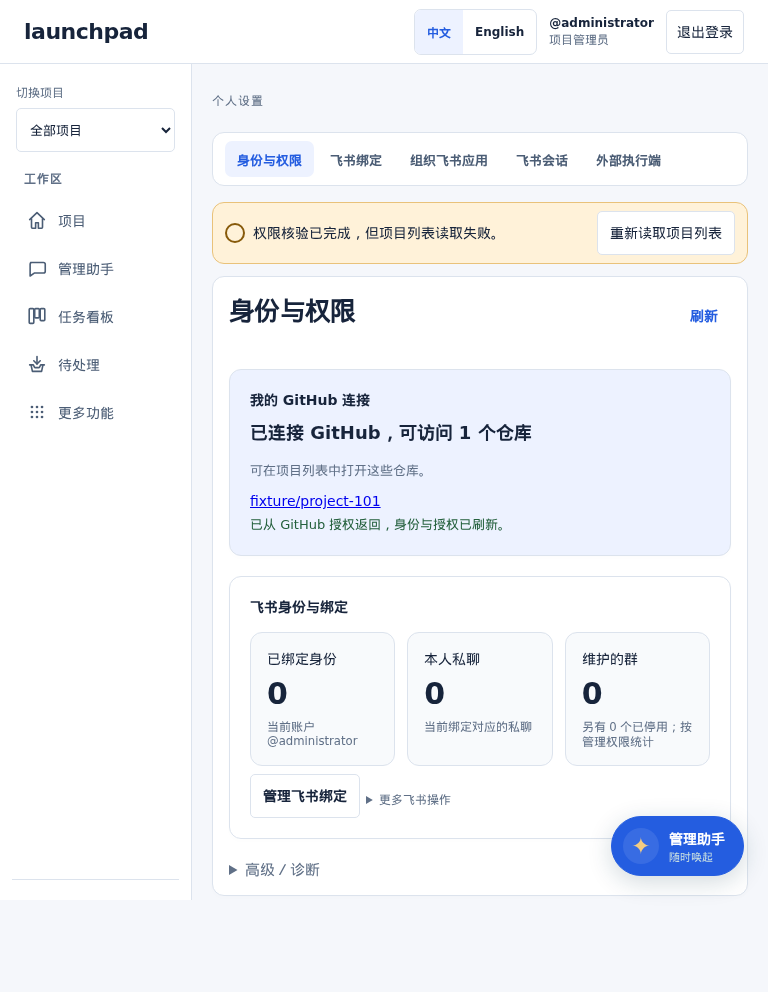 launchpad
中文
English
@administrator
项目管理员
退出登录
切换项目
全部项目
工作区
项目
管理助手
任务看板
待处理
更多功能
个人设置
身份与权限
飞书绑定
组织飞书应用
飞书会话
外部执行端
权限核验已完成，但项目列表读取失败。
重新读取项目列表
身份与权限
刷新
我的 GitHub 连接
已连接 GitHub，可访问 1 个仓库
可在项目列表中打开这些仓库。
fixture/project-101
已从 GitHub 授权返回，身份与授权已刷新。
飞书身份与绑定
已绑定身份
0
当前账户
@administrator
本人私聊
0
当前绑定对应的私聊
维护的群
0
另有 0 个已停用；按
管理权限统计
管理飞书绑定
更多飞书操作
管理助手
随时唤起
高级 / 诊断